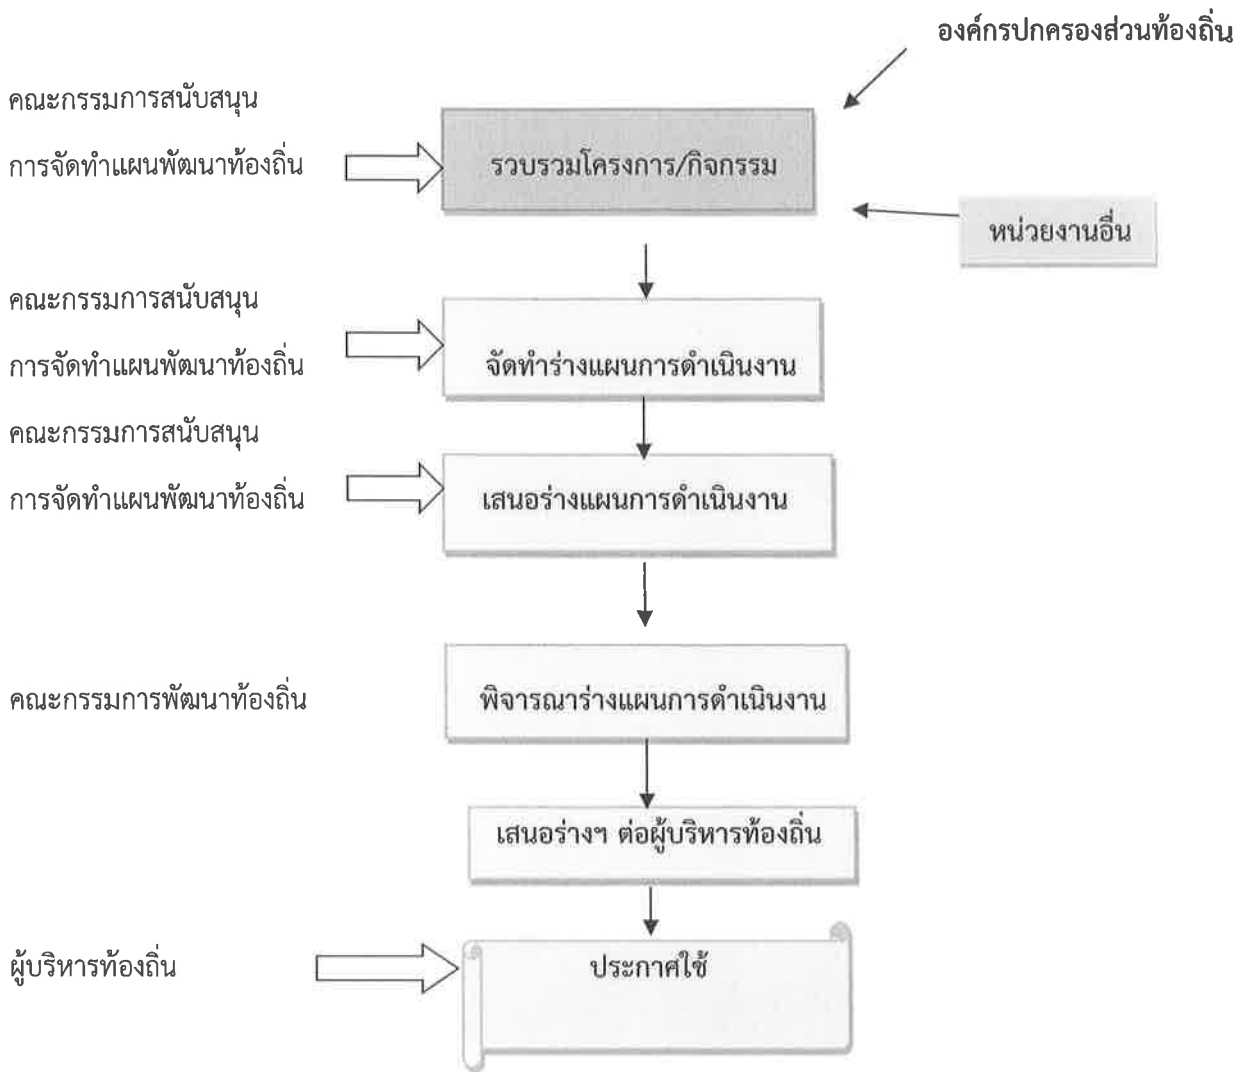 องค์กรปกครองส่วนท้องถิ่น
คณะกรรมการสนับสนุน
การจัดทำแผนพัฒนาท้องถิ่น
รวบรวมโครงการ/กิจกรรม
หน่วยงานอื่น
คณะกรรมการสนับสนุน
การจัดทำแผนพัฒนาท้องถิ่น
จัดทำร่างแผนการดำเนินงาน
คณะกรรมการสนับสนุน
การจัดทำแผนพัฒนาท้องถิ่น
เสนอร่างแผนการดำเนินงาน
คณะกรรมการพัฒนาท้องถิ่น
พิจารณาร่างแผนการดำเนินงาน
เสนอร่างฯ ต่อผู้บริหารท้องถิ่น
ผู้บริหารท้องถิ่น
ประกาศใช้